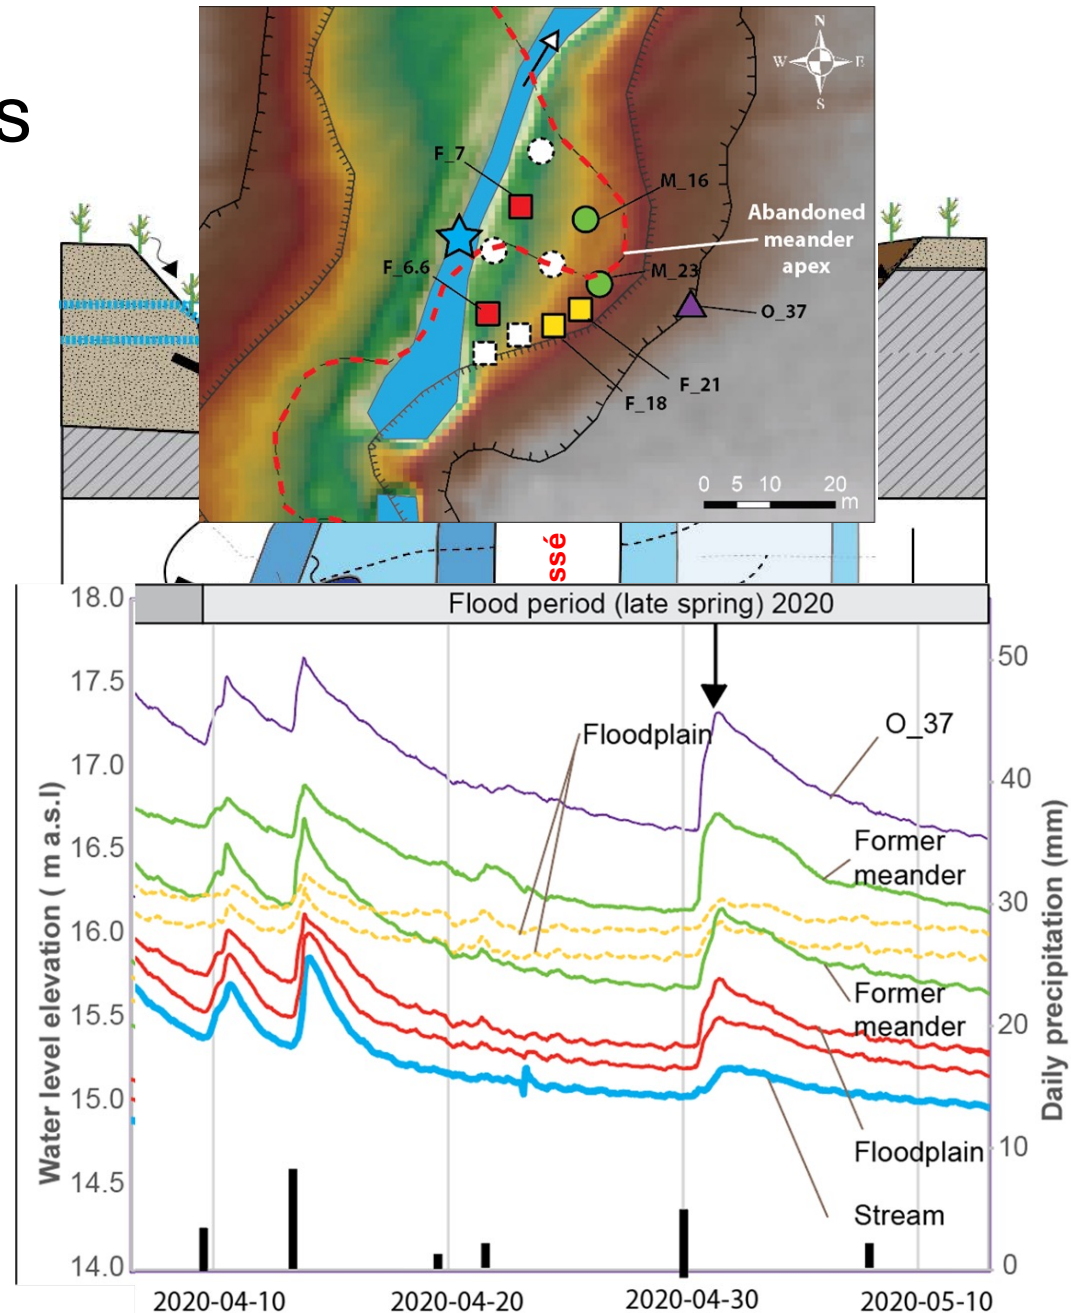 s
N
W
E
S
F_7
M_16
Abandoned
meander
apex
F_6.6
M_23
O_37
F_21
F_18
0 5 10 20
m
ssé
Flood period (late spring) 2020
18.0
17.5
17.0
16.5
16.0
15.5
15.0
14.5
14.0
Water level elevation ( m a.s.l)
50
40
30
20
10
0
Daily precipitation (mm)
Floodplain
O_37
Former
meander
Former
meander
Floodplain
Stream
2020-04-10
2020-04-20
2020-04-30
2020-05-10